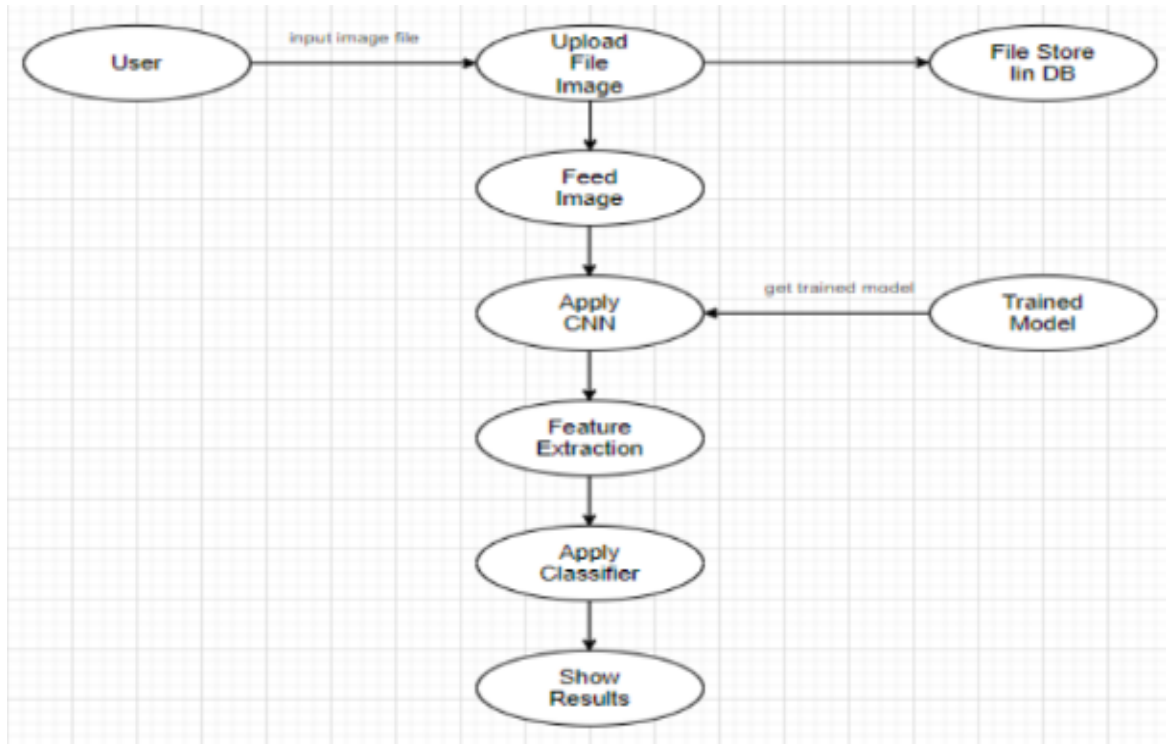 User
input image file
Upload
File
Image
File Store
Iin DB
Feed
Image
Apply
CNN
get trained model
Trained
Model
Feature
Extraction
Apply
Classifier
Show
Results